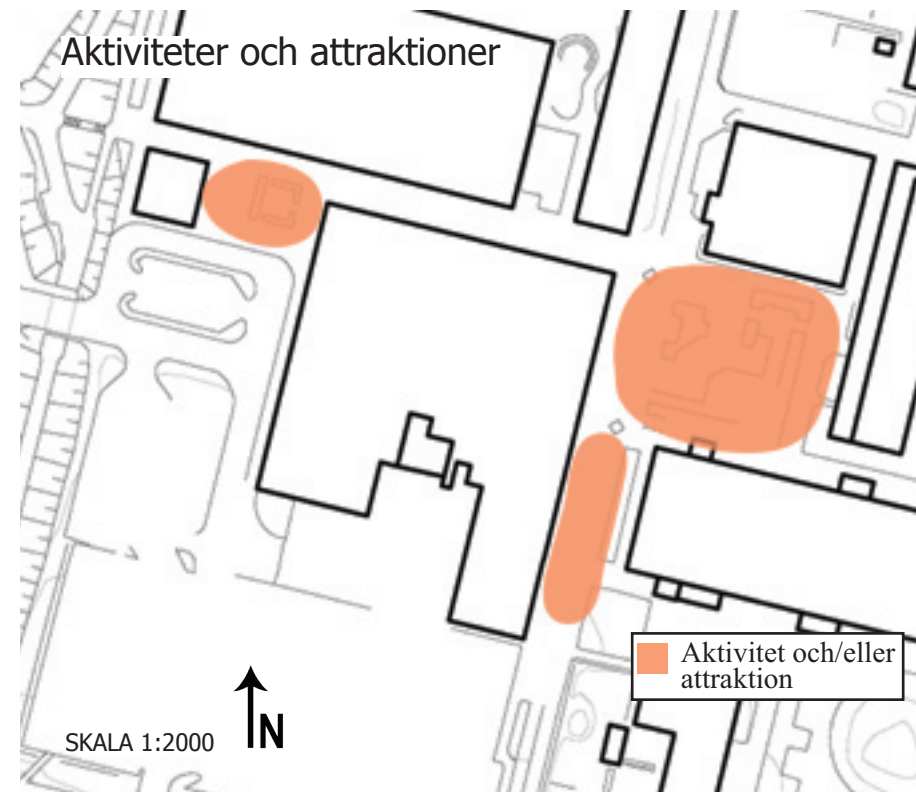 Aktiviteter och attraktioner
Aktivitet och/eller
attraktion
SKALA 1:2000
N